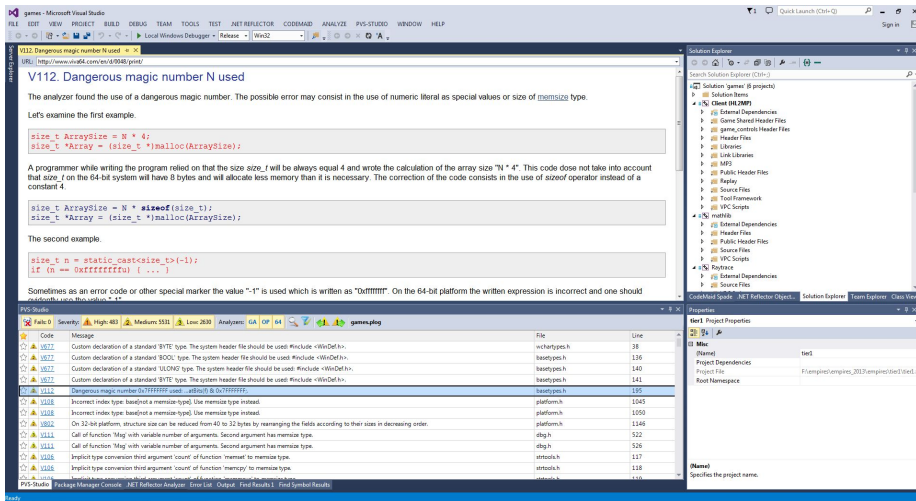 games - Microsoft Visual Studio
1
Quick Launch (Ctrl+Q)
FILE EDIT VIEW PROJECT BUILD DEBUG TEAM TOOLS TEST .NET REFLECTOR CODEMAID ANALYZE PVS-STUDIO WINDOW HELP
Sign in
Local Windows Debugger
Release
Win32
Server Explorer
V112. Dangerous magic number N used
URL: http://www.viva64.com/en/d/0048/print/
V112. Dangerous magic number N used
The analyzer found the use of a dangerous magic number. The possible error may consist in the use of numeric literal as special values or size of memsize type.
Let's examine the first example.
size_t ArraySize = N * 4;
size_t *Array = (size_t *)malloc(ArraySize);
A programmer while writing the program relied on that the size size_t will be always equal 4 and wrote the calculation of the array size "N * 4". This code dose not take into account
that size_t on the 64-bit system will have 8 bytes and will allocate less memory than it is necessary. The correction of the code consists in the use of sizeof operator instead of a
constant 4.
size_t ArraySize = N * sizeof(size_t);
size_t *Array = (size_t *)malloc(ArraySize);
The second example.
size_t n = static_cast<size_t>(-1);
if (n == 0xffffffffu) { ... }
Sometimes as an error code or other special marker the value "-1" is used which is written as "0xffffffff". On the 64-bit platform the written expression is incorrect and one should
evidently use the value "-1".
Solution Explorer
Search Solution Explorer (Ctrl+;)
Solution 'games' (6 projects)
Solution Items
Client (HL2MP)
External Dependencies
Game Shared Header Files
game_controls Header Files
Header Files
Libraries
Link Libraries
MP3
Public Header Files
Replay
Source Files
Tool Framework
VPC Scripts
mathlib
External Dependencies
Header Files
Public Header Files
Source Files
VPC Scripts
Raytrace
External Dependencies
Source Files
CodeMaid Spade .NET Reflector Object... Solution Explorer Team Explorer Class View
PVS-Studio
Fails: 0 Severity: High: 483 Medium: 5531 Low: 2630 Analyzers: GA OP 64 games.plog
Code Message File Line
V677 Custom declaration of a standard 'BYTE' type. The system header file should be used: #include <WinDef.h>. wchartypes.h 38
V677 Custom declaration of a standard 'BOOL' type. The system header file should be used: #include <WinDef.h>. basetypes.h 136
V677 Custom declaration of a standard 'ULONG' type. The system header file should be used: #include <WinDef.h>. basetypes.h 140
V677 Custom declaration of a standard 'BYTE' type. The system header file should be used: #include <WinDef.h>. basetypes.h 141
V112 Dangerous magic number 0x7FFFFFFF used: ...atBits(f) & 0x7FFFFFFF;. basetypes.h 195
V108 Incorrect index type: base[not a memsize-type]. Use memsize type instead. platform.h 1045
V108 Incorrect index type: base[not a memsize-type]. Use memsize type instead. platform.h 1050
V802 On 32-bit platform, structure size can be reduced from 40 to 32 bytes by rearranging the fields according to their sizes in decreasing order. platform.h 1146
V111 Call of function 'Msg' with variable number of arguments. Second argument has memsize type. dbg.h 522
V111 Call of function 'Msg' with variable number of arguments. Second argument has memsize type. dbg.h 526
V106 Implicit type conversion third argument 'count' of function 'memset' to memsize type. strtools.h 117
V106 Implicit type conversion third argument 'count' of function 'memcpy' to memsize type. strtools.h 118
PVS-Studio Package Manager Console .NET Reflector Analyzer Error List Output Find Results 1 Find Symbol Results
Properties
tier1 Project Properties
Misc
(Name) tier1
Project Dependencies
Project File F:\empires\empires_2013\empires\tier1\tier1...
Root Namespace
(Name)
Specifies the project name.
Ready